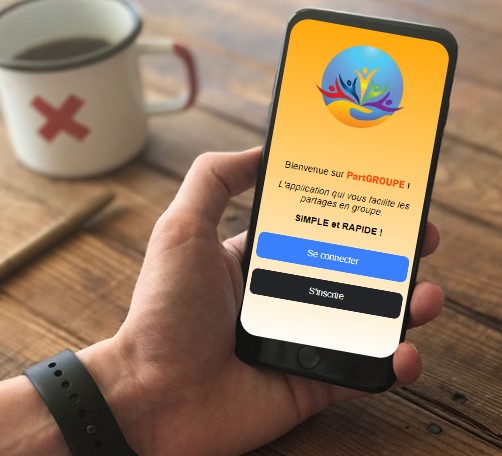 Bienvenue sur PartGROUPE !
L'application qui vous facilite les
partages en groupe.
SIMPLE et RAPIDE !
Se connecter
S'inscrire